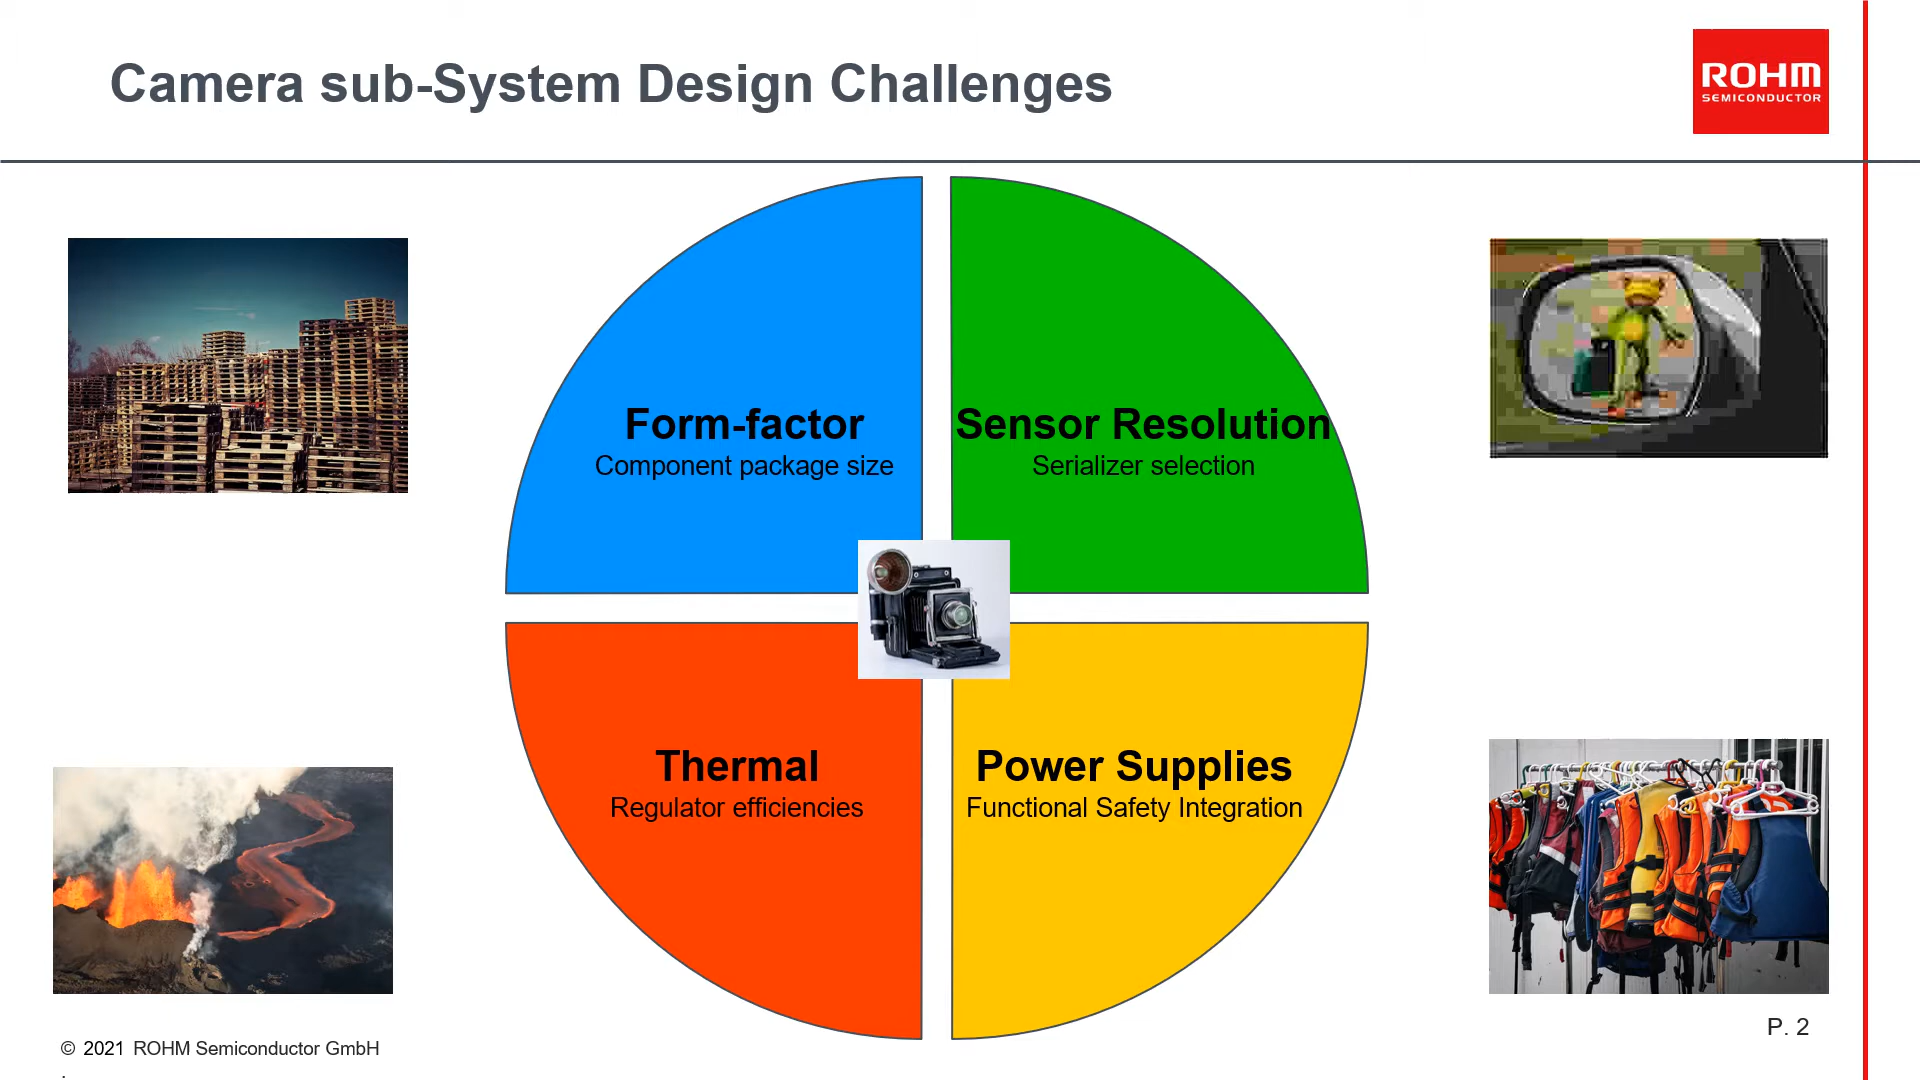 Camera sub-System Design Challenges
ROHM
SEMICONDUCTOR
Form-factor
Component package size
Sensor Resolution
Serializer selection
Thermal
Regulator efficiencies
Power Supplies
Functional Safety Integration
P. 2
© 2021 ROHM Semiconductor GmbH
.